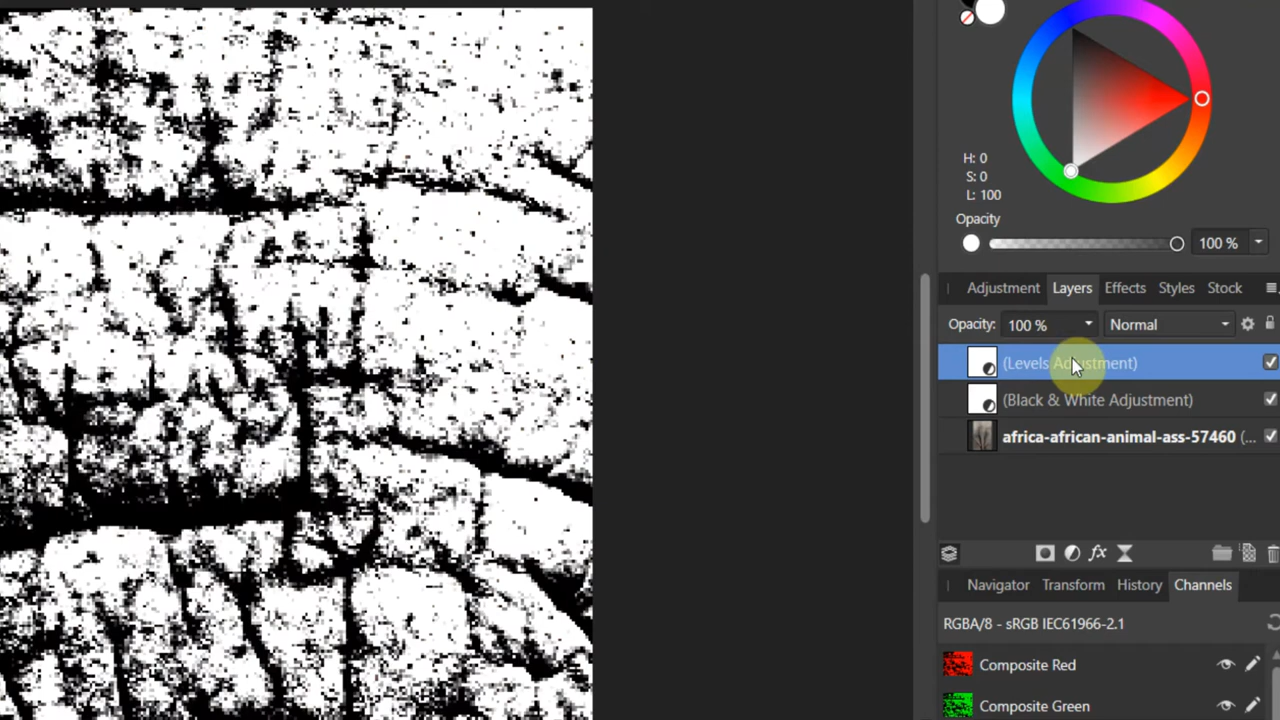 H: 0
S: 0
L: 100
Opacity
100 %
Adjustment Layers Effects Styles Stock
Opacity: 100 % Normal
(Levels Adjustment)
(Black & White Adjustment)
africa-african-animal-ass-57460 (...
fx
Navigator Transform History Channels
RGBA/8 - sRGB IEC61966-2.1
Composite Red
Composite Green